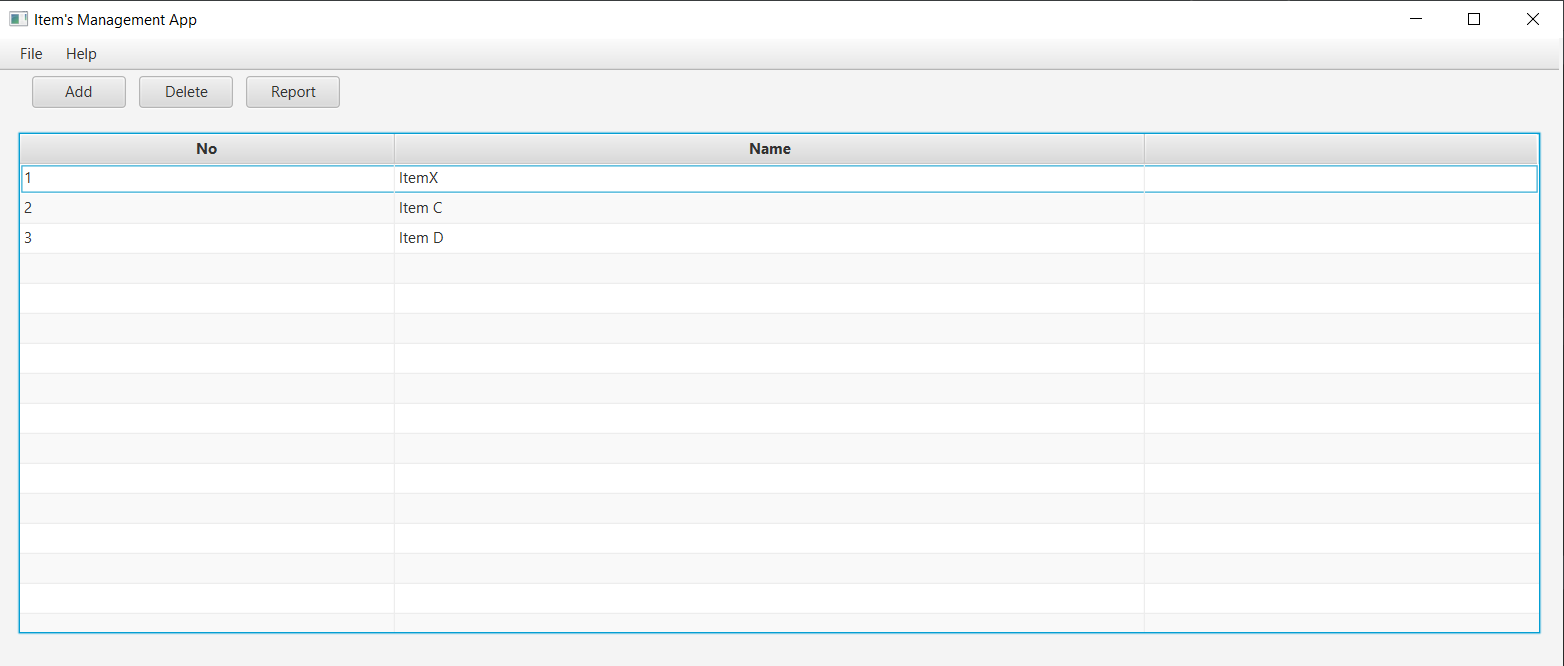 Item's Management App
File Help
Add Delete Report
No Name
1 ItemX
2 Item C
3 Item D